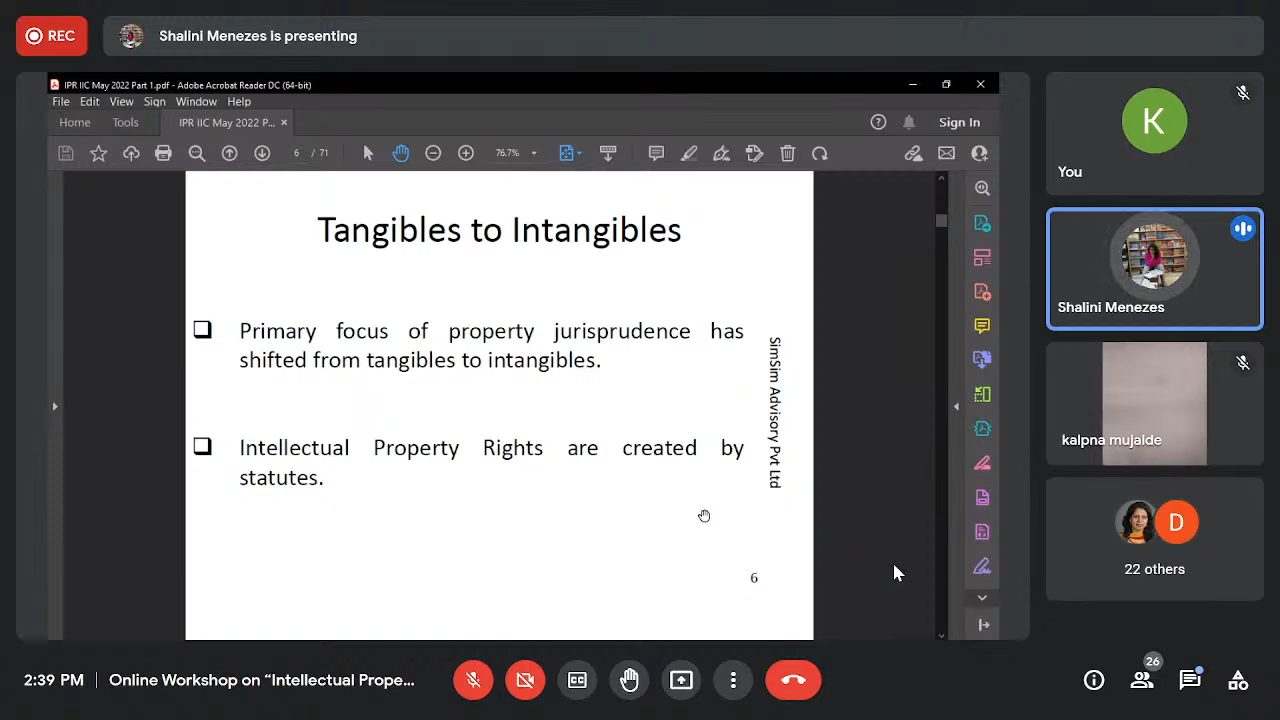 REC
Shalini Menezes is presenting
IPR IIC May 2022 Part 1.pdf - Adobe Acrobat Reader DC (64-bit)
File Edit View Sign Window Help
Home Tools IPR IIC May 2022 P... ×
Sign In
6 / 71
76.7%
Tangibles to Intangibles
Primary focus of property jurisprudence has
shifted from tangibles to intangibles.
Intellectual Property Rights are created by
statutes.
SimSim Advisory Pvt Ltd
6
K
You
Shalini Menezes
kalpna mujalde
D
22 others
2:39 PM | Online Workshop on “Intellectual Prope...
26